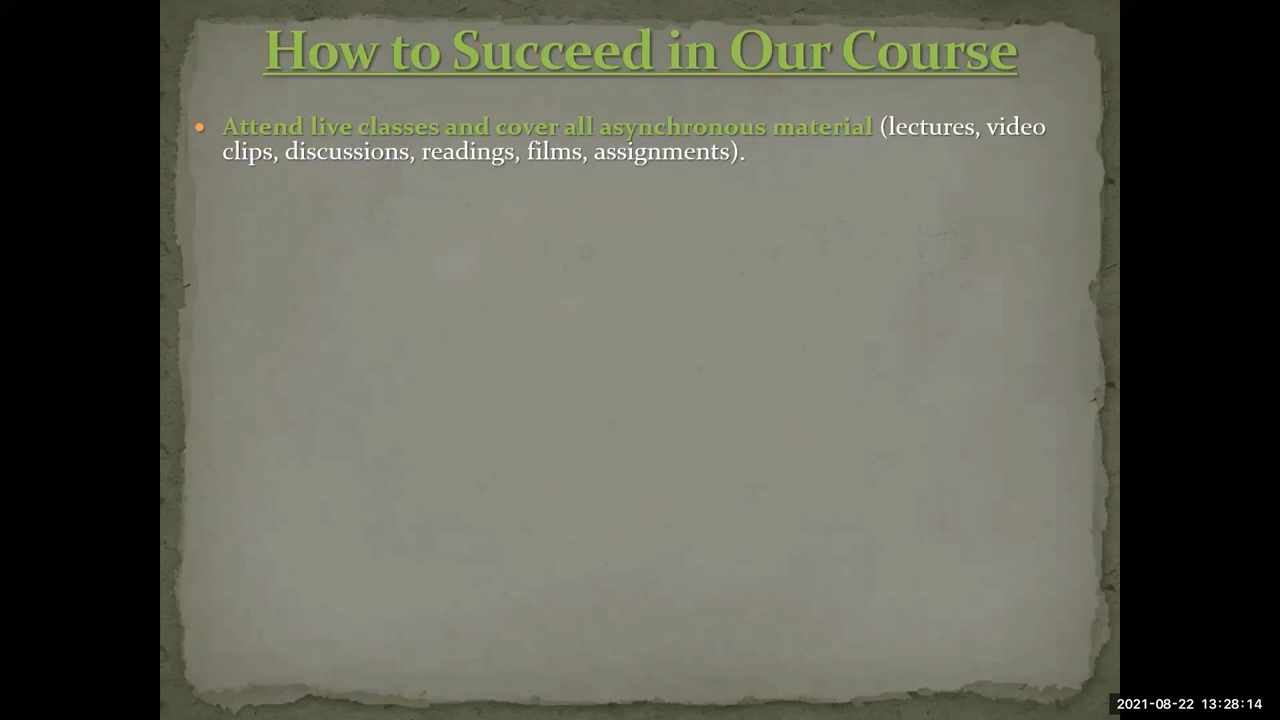 How to Succeed in Our Course
• Attend live classes and cover all asynchronous material (lectures, video
clips, discussions, readings, films, assignments).
2021-08-22 13:28:14